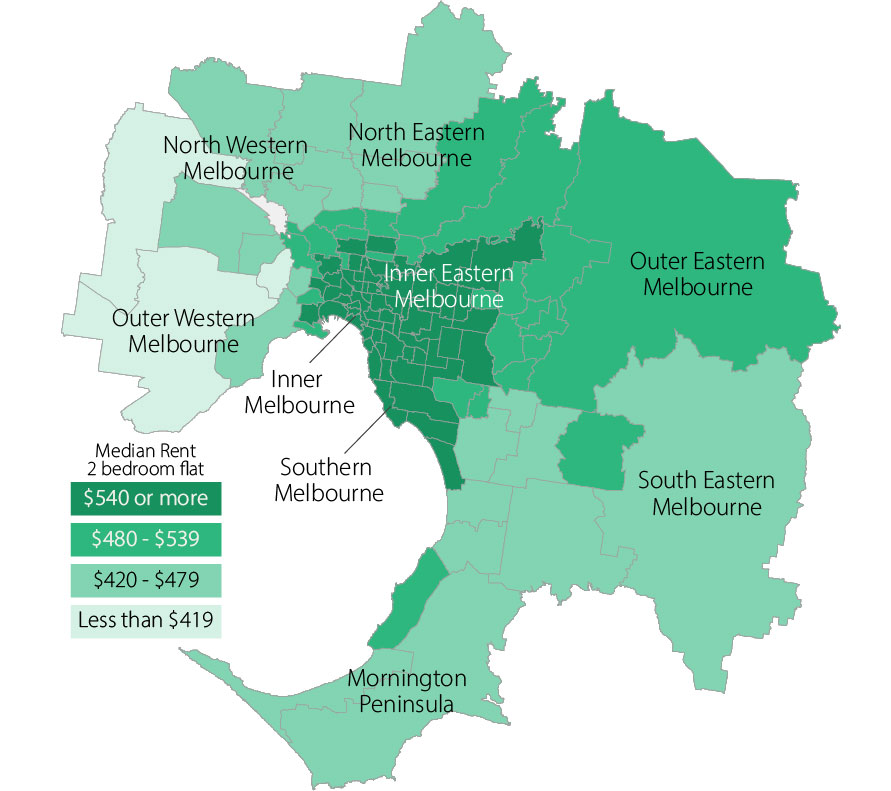 North Western
Melbourne
North Eastern
Melbourne
Inner Eastern
Melbourne
Outer Eastern
Melbourne
Outer Western
Melbourne
Inner
Melbourne
Southern
Melbourne
South Eastern
Melbourne
Mornington
Peninsula
Median Rent
2 bedroom flat
$540 or more
$480 - $539
$420 - $479
Less than $419